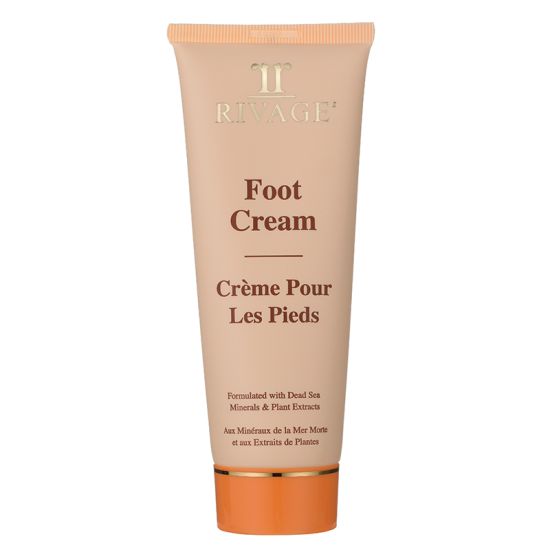 RIVAGE
Foot
Cream
Crème Pour
Les Pieds
Formulated with Dead Sea
Minerals & Plant Extracts
Aux Minéraux de la Mer Morte
et aux Extraits de Plantes